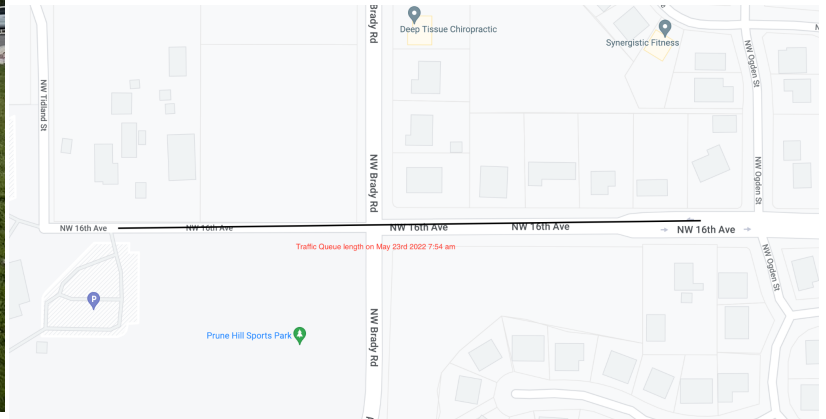 Brady Rd
Deep Tissue Chiropractic
Synergistic Fitness
NW Ogden St
NW Tidland St
NW Brady Rd
NW Ogden St
NW 16th Ave
NW 16th Ave
NW 16th Ave
NW 16th Ave
NW 16th Ave
Traffic Queue length on May 23rd 2022 7:54 am
NW Ogden St
P
Prune Hill Sports Park
NW Brady Rd